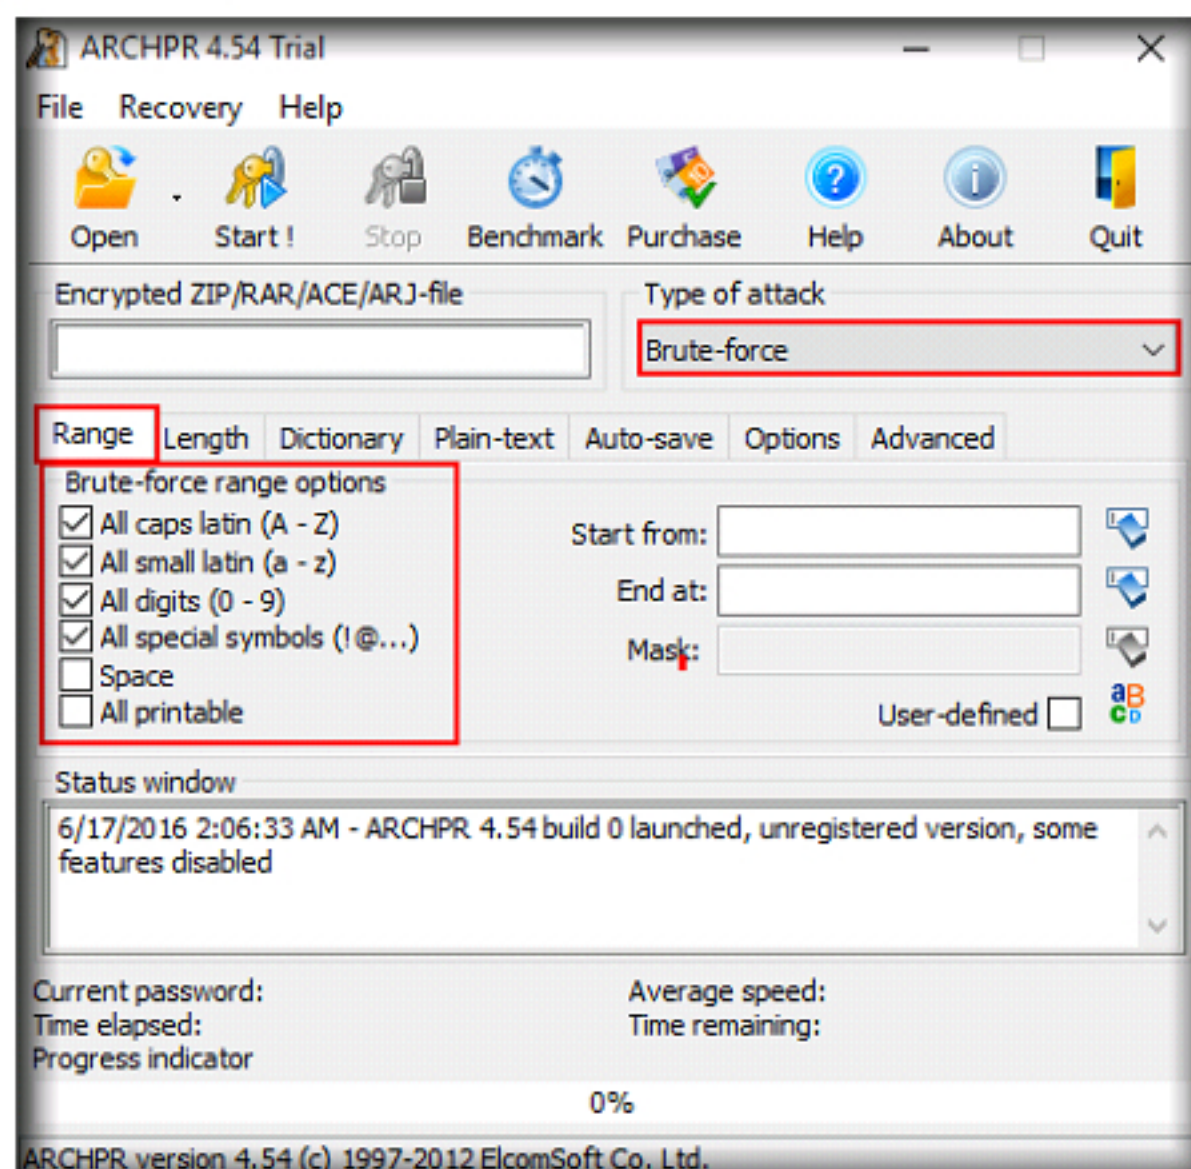 ARCHPR 4.54 Trial
File Recovery Help
Open Start ! Stop Benchmark Purchase Help About Quit
Encrypted ZIP/RAR/ACE/ARJ-file Type of attack
Brute-force
Range Length Dictionary Plain-text Auto-save Options Advanced
Brute-force range options
All caps latin (A - Z)
Start from:
All small latin (a - z)
All digits (0 - 9)
End at:
All special symbols (!@...)
Mask:
Space
All printable
User-defined
Status window
6/17/2016 2:06:33 AM - ARCHPR 4.54 build 0 launched, unregistered version, some
features disabled
Current password: Average speed:
Time elapsed: Time remaining:
Progress indicator
0%
ARCHPR version 4.54 (c) 1997-2012 ElcomSoft Co. Ltd.